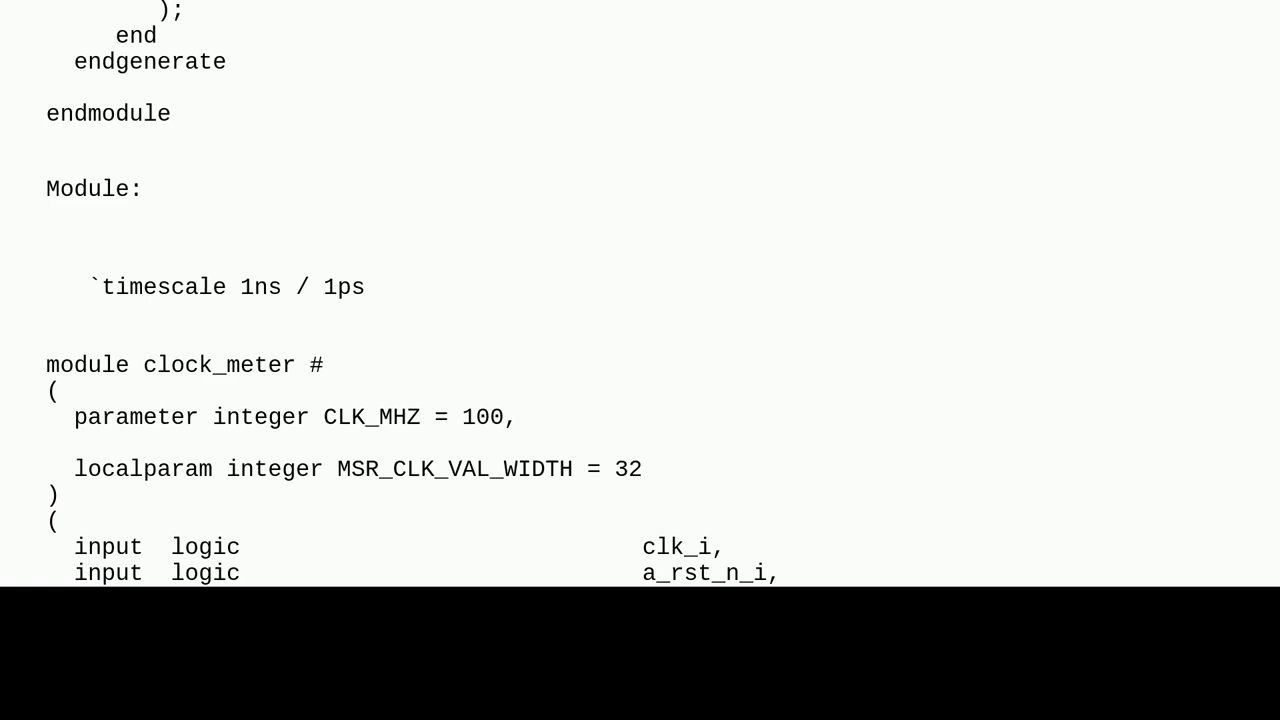 );
     end
  endgenerate

endmodule

Module:

   `timescale 1ns / 1ps

module clock_meter #
(
  parameter integer CLK_MHZ = 100,

  localparam integer MSR_CLK_VAL_WIDTH = 32
)
(
  input  logic                             clk_i,
  input  logic                             a_rst_n_i,